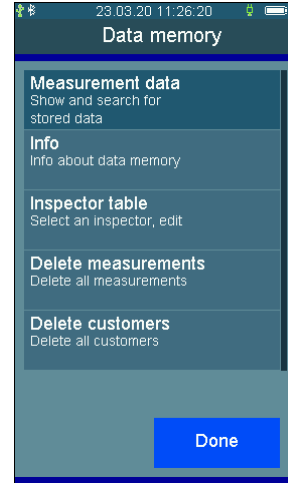 23.03.20 11:26:20
Data memory
Measurement data
Show and search for
stored data
Info
Info about data memory
Inspector table
Select an inspector, edit
Delete measurements
Delete all measurements
Delete customers
Delete all customers
Done